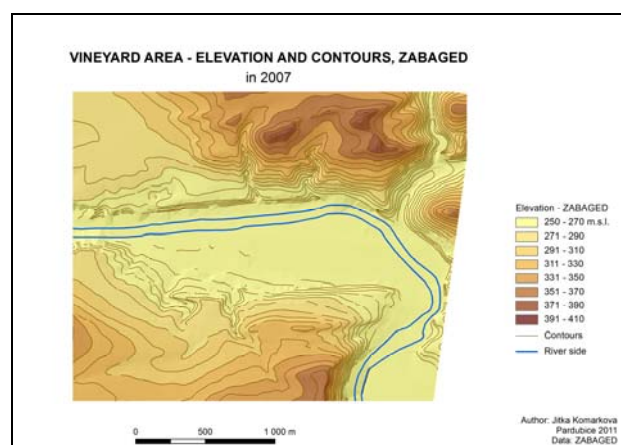 VINEYARD AREA - ELEVATION AND CONTOURS, ZABAGED
in 2007
Elevation - ZABAGED
250 - 270 m.s.l.
271 - 290
291 - 310
311 - 330
331 - 350
351 - 370
371 - 390
391 - 410
Contours
River side
0 500 1 000 m
Author: Jitka Komarkova
Pardubice 2011
Data: ZABAGED